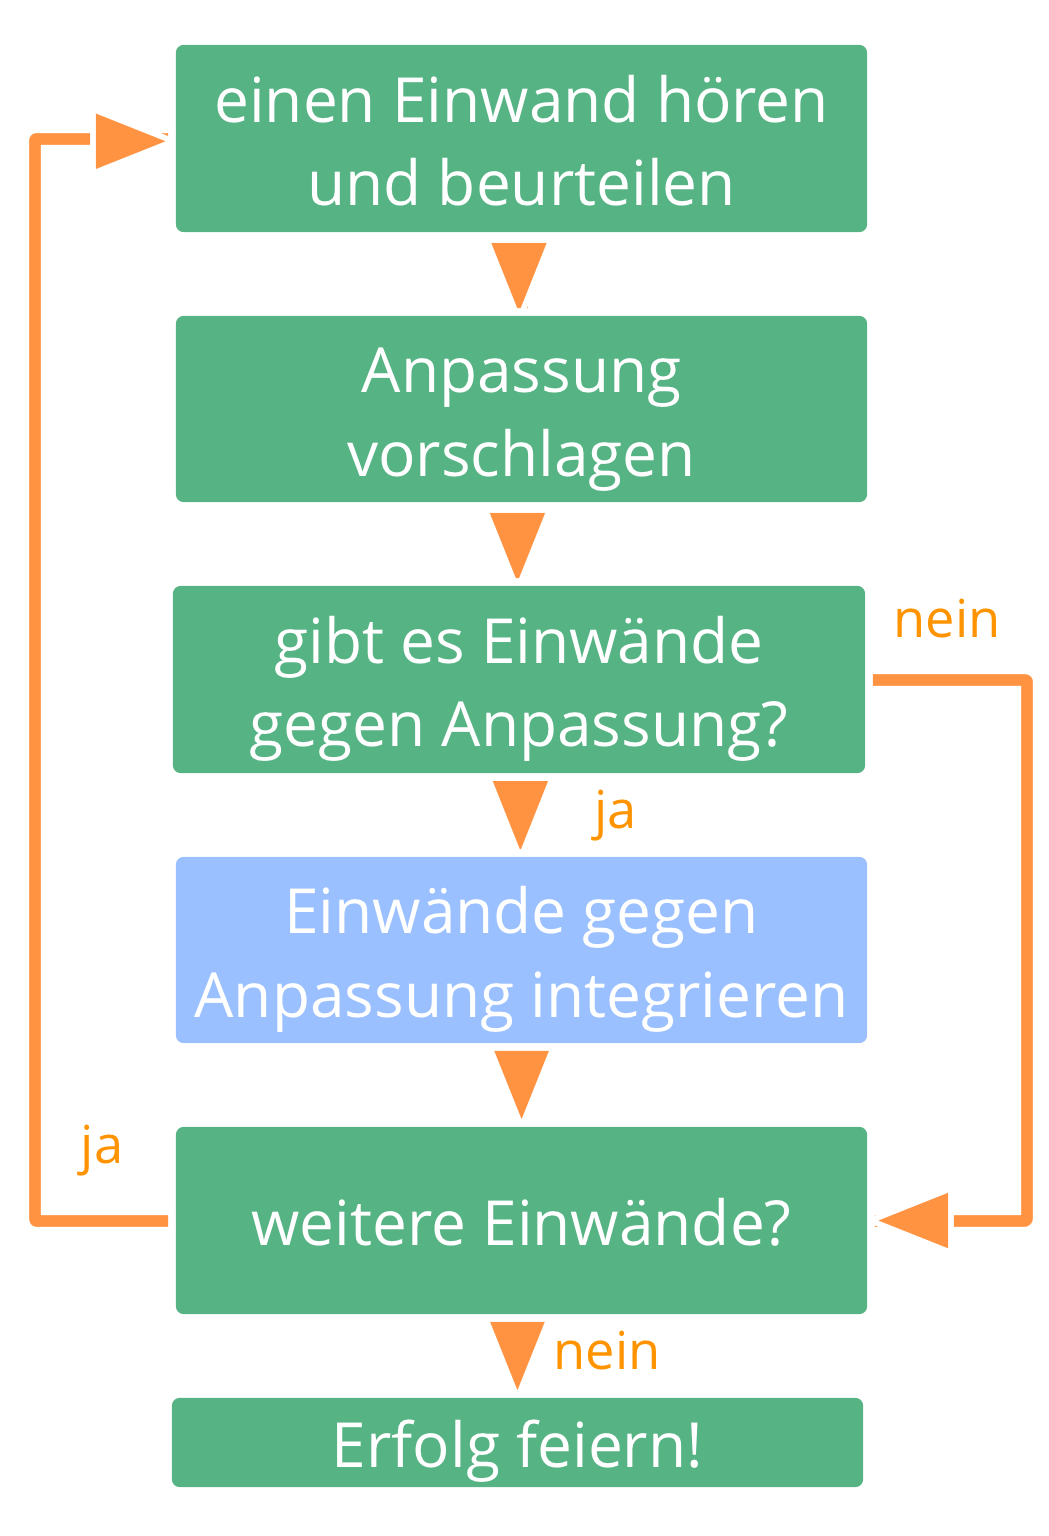 einen Einwand hören
und beurteilen
Anpassung
vorschlagen
gibt es Einwände
gegen Anpassung?
nein
ja
Einwände gegen
Anpassung integrieren
ja
weitere Einwände?
nein
Erfolg feiern!